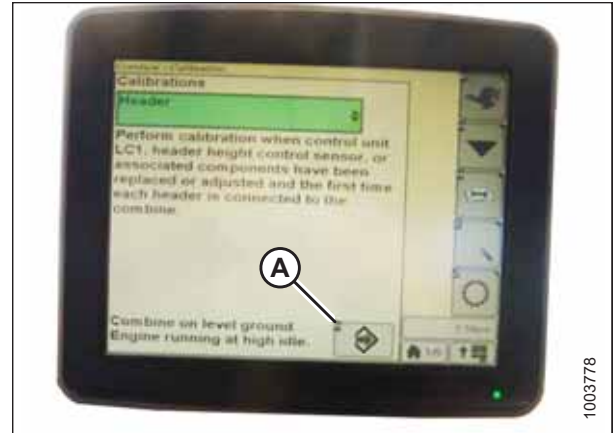 Calibrations
Header
Perform calibration when control unit
LC1, header height control sensor, or
associated components have been
replaced or adjusted and the first time
each header is connected to the
combine.
A
Combine on level ground.
Engine running at high idle.
1003778